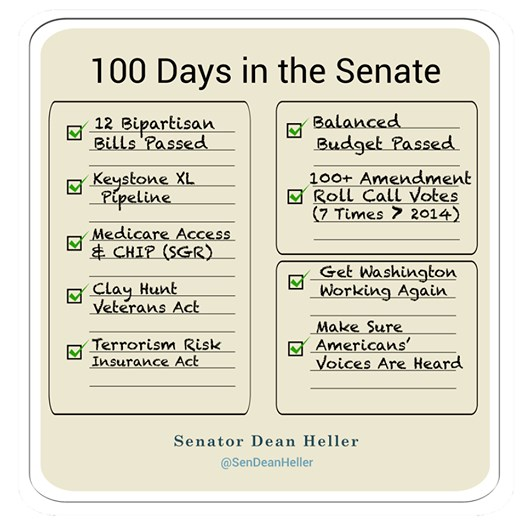 100 Days in the Senate
12 Bipartisan
Bills Passed
Keystone XL
Pipeline
Medicare Access
& CHIP (SGR)
Clay Hunt
Veterans Act
Terrorism Risk
Insurance Act
Balanced
Budget Passed
100+ Amendment
Roll Call Votes
(7 Times > 2014)
Get Washington
Working Again
Make Sure
Americans'
Voices Are Heard
Senator Dean Heller
@SenDeanHeller